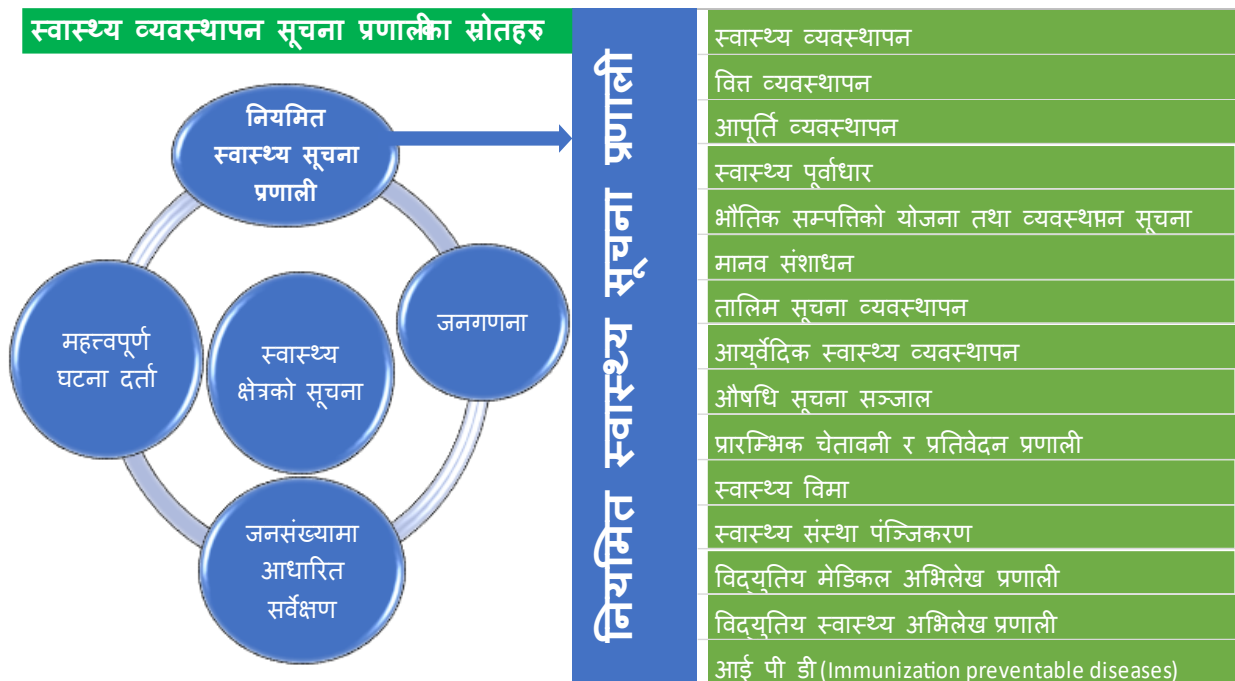 स्वास्थ्य व्यवस्थापन सूचना प्रणालीका स्रोतहरु
नियमित
स्वास्थ्य सूचना
प्रणाली
जनगणना
महत्त्वपूर्ण
घटना दर्ता
स्वास्थ्य
क्षेत्रको सूचना
जनसंख्यामा
आधारित
सर्वेक्षण
नियमित स्वास्थ्य सूचना प्रणाली
स्वास्थ्य व्यवस्थापन
वित्त व्यवस्थापन
आपूर्ति व्यवस्थापन
स्वास्थ्य पूर्वाधार
भौतिक सम्पत्तिको योजना तथा व्यवस्थापन सूचना
मानव संशाधन
तालिम सूचना व्यवस्थापन
आयुर्वेदिक स्वास्थ्य व्यवस्थापन
औषधि सूचना सञ्जाल
प्रारम्भिक चेतावनी र प्रतिवेदन प्रणाली
स्वास्थ्य विमा
स्वास्थ्य संस्था पंञ्जिकरण
विद्युतिय मेडिकल अभिलेख प्रणाली
विद्युतिय स्वास्थ्य अभिलेख प्रणाली
आई पी डी (Immunization preventable diseases)